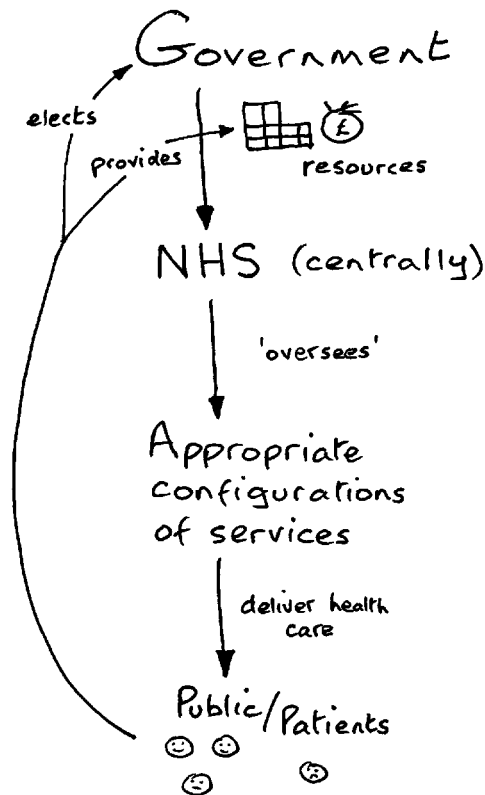 Government
elects
provides
£
resources
NHS (centrally)
'oversees'
Appropriate
configurations
of services
deliver health
care
Public/Patients